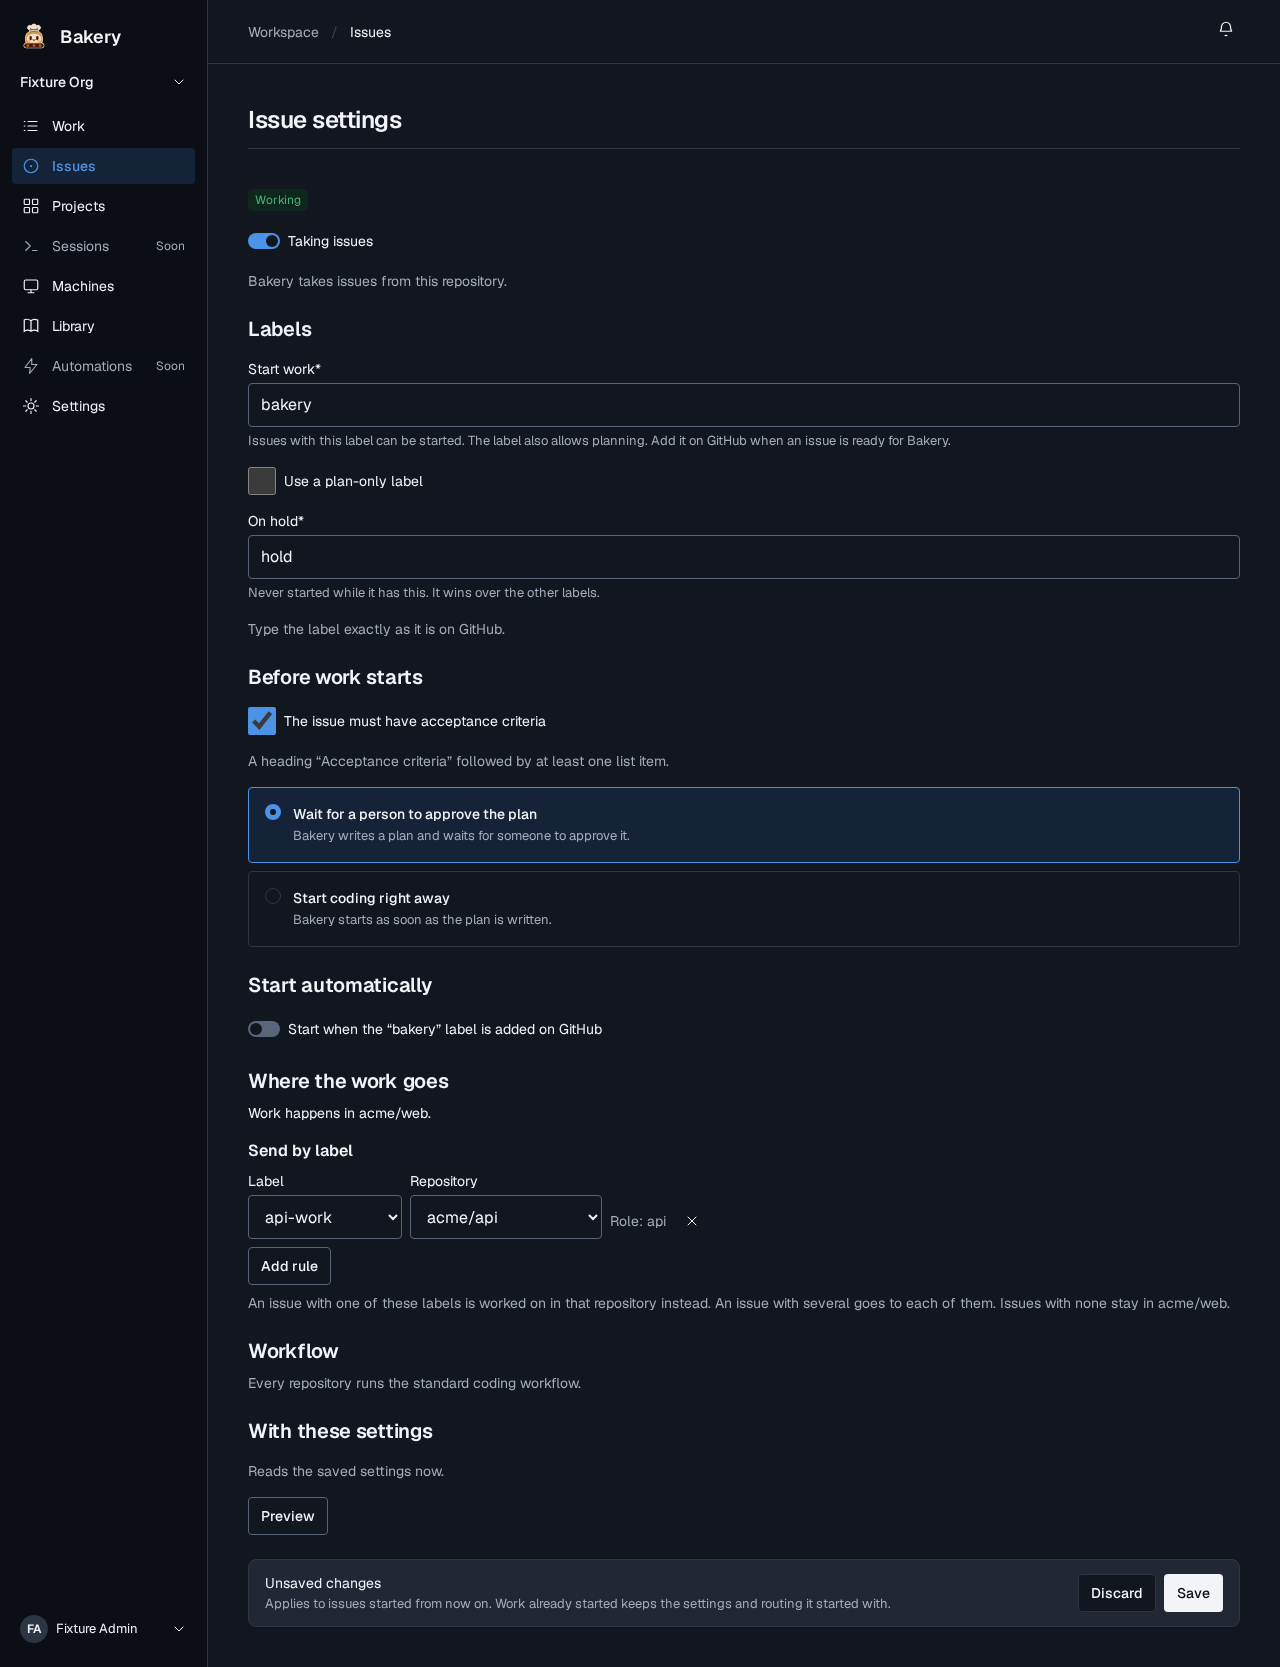 Bakery
Fixture Org
Work
Issues
Projects
Sessions Soon
Machines
Library
Automations Soon
Settings
FA Fixture Admin
Workspace / Issues
Issue settings
Working
Taking issues
Bakery takes issues from this repository.
Labels
Start work*
bakery
Issues with this label can be started. The label also allows planning. Add it on GitHub when an issue is ready for Bakery.
Use a plan-only label
On hold*
hold
Never started while it has this. It wins over the other labels.
Type the label exactly as it is on GitHub.
Before work starts
The issue must have acceptance criteria
A heading “Acceptance criteria” followed by at least one list item.
Wait for a person to approve the plan
Bakery writes a plan and waits for someone to approve it.
Start coding right away
Bakery starts as soon as the plan is written.
Start automatically
Start when the “bakery” label is added on GitHub
Where the work goes
Work happens in acme/web.
Send by label
Label Repository
api-work acme/api Role: api
Add rule
An issue with one of these labels is worked on in that repository instead. An issue with several goes to each of them. Issues with none stay in acme/web.
Workflow
Every repository runs the standard coding workflow.
With these settings
Reads the saved settings now.
Preview
Unsaved changes
Applies to issues started from now on. Work already started keeps the settings and routing it started with.
Discard Save